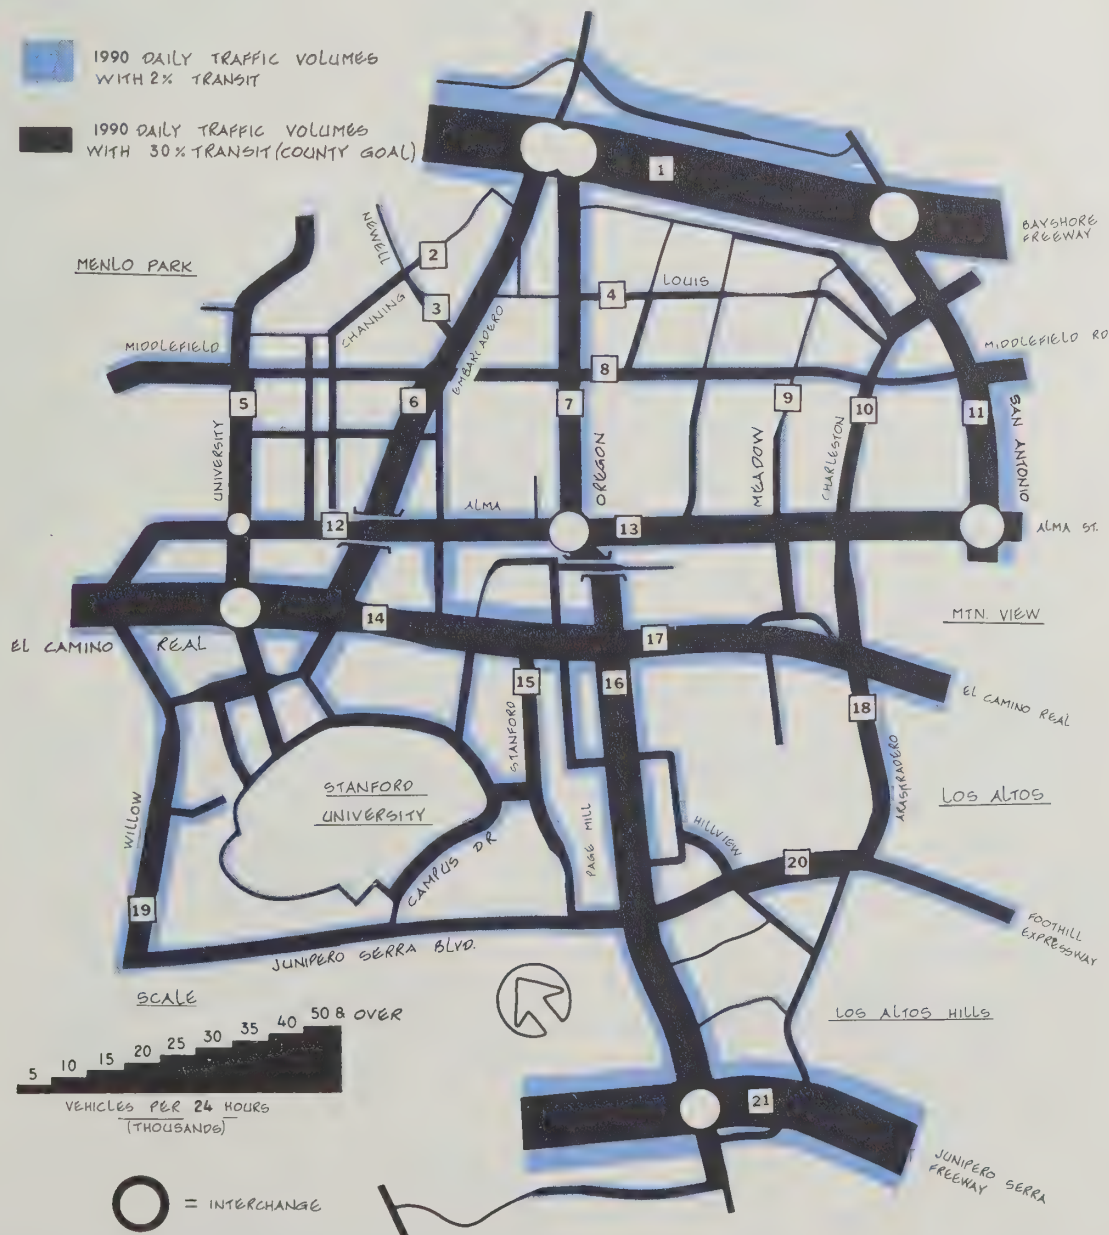 1990 DAILY TRAFFIC VOLUMES
WITH 2% TRANSIT
1990 DAILY TRAFFIC VOLUMES
WITH 30% TRANSIT (COUNTY GOAL)
1
BAYSHORE
FREEWAY
MENLO PARK
NEWELL
2
CHANNING
3
EMBARCADERO
4
LOUIS
MIDDLEFIELD
8
MIDDLEFIELD RD
5
6
7
9
10
11
UNIVERSITY
OREGON
MEADOW
CHARLESTON
SAN ANTONIO
12
ALMA
13
ALMA ST.
14
17
MTN. VIEW
EL CAMINO REAL
EL CAMINO REAL
15
16
18
STANFORD
ARASRADERO
WILLOW
STANFORD
UNIVERSITY
PAGE MILL
HILLVIEW
LOS ALTOS
CAMPUS DR
20
19
JUNIPERO SERRA BLVD.
FOOTHILL
EXPRESSWAY
LOS ALTOS HILLS
SCALE
5 10 15 20 25 30 35 40 50 & OVER
VEHICLES PER 24 HOURS
(THOUSANDS)
21
JUNIPERO SERRA
FREEWAY
= INTERCHANGE